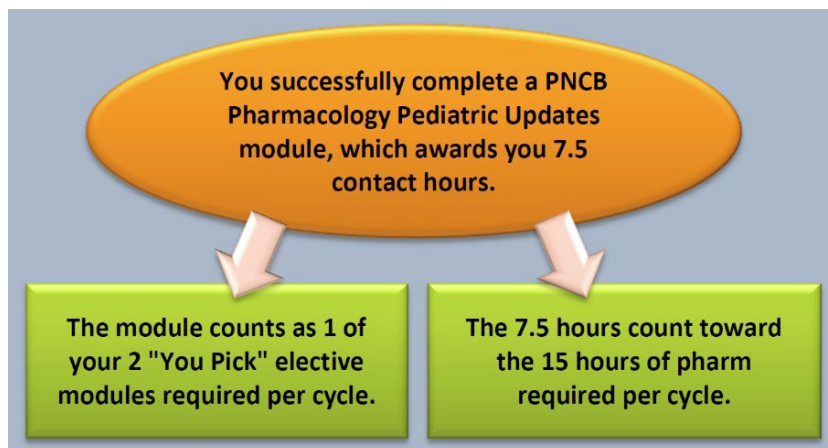 You successfully complete a PNCB
Pharmacology Pediatric Updates
module, which awards you 7.5
contact hours.
The module counts as 1 of
your 2 "You Pick" elective
modules required per cycle.
The 7.5 hours count toward
the 15 hours of pharm
required per cycle.